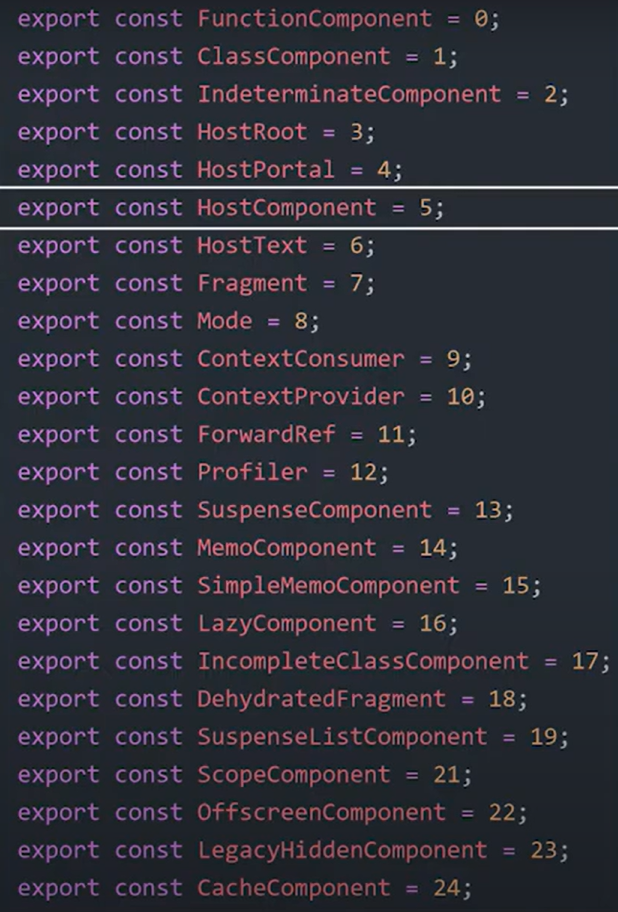 export const FunctionComponent = 0;
export const ClassComponent = 1;
export const IndeterminateComponent = 2;
export const HostRoot = 3;
export const HostPortal = 4;
export const HostComponent = 5;
export const HostText = 6;
export const Fragment = 7;
export const Mode = 8;
export const ContextConsumer = 9;
export const ContextProvider = 10;
export const ForwardRef = 11;
export const Profiler = 12;
export const SuspenseComponent = 13;
export const MemoComponent = 14;
export const SimpleMemoComponent = 15;
export const LazyComponent = 16;
export const IncompleteClassComponent = 17;
export const DehydratedFragment = 18;
export const SuspenseListComponent = 19;
export const ScopeComponent = 21;
export const OffscreenComponent = 22;
export const LegacyHiddenComponent = 23;
export const CacheComponent = 24;